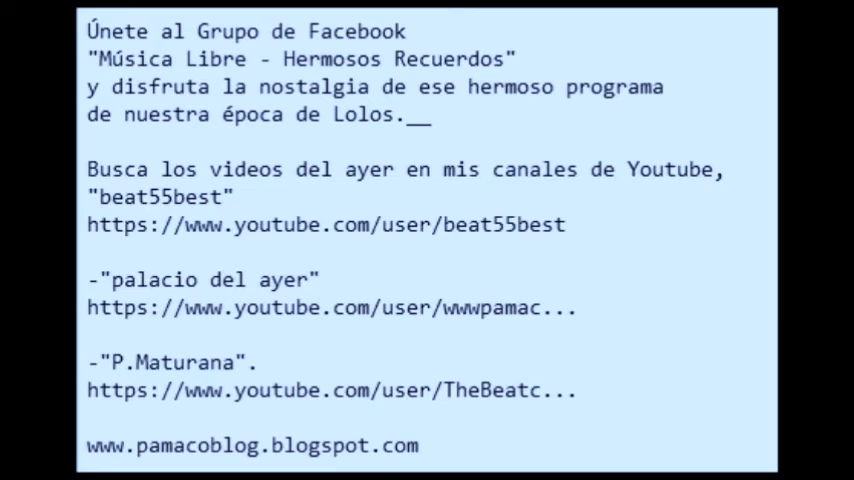 Únete al Grupo de Facebook
"Música Libre - Hermosos Recuerdos"
y disfruta la nostalgia de ese hermoso programa
de nuestra época de Lolos.__
Busca los videos del ayer en mis canales de Youtube,
"beat55best"
https://www.youtube.com/user/beat55best
-"palacio del ayer"
https://www.youtube.com/user/wwwpamac...
-"P.Maturana".
https://www.youtube.com/user/TheBeatc...
www.pamacoblog.blogspot.com